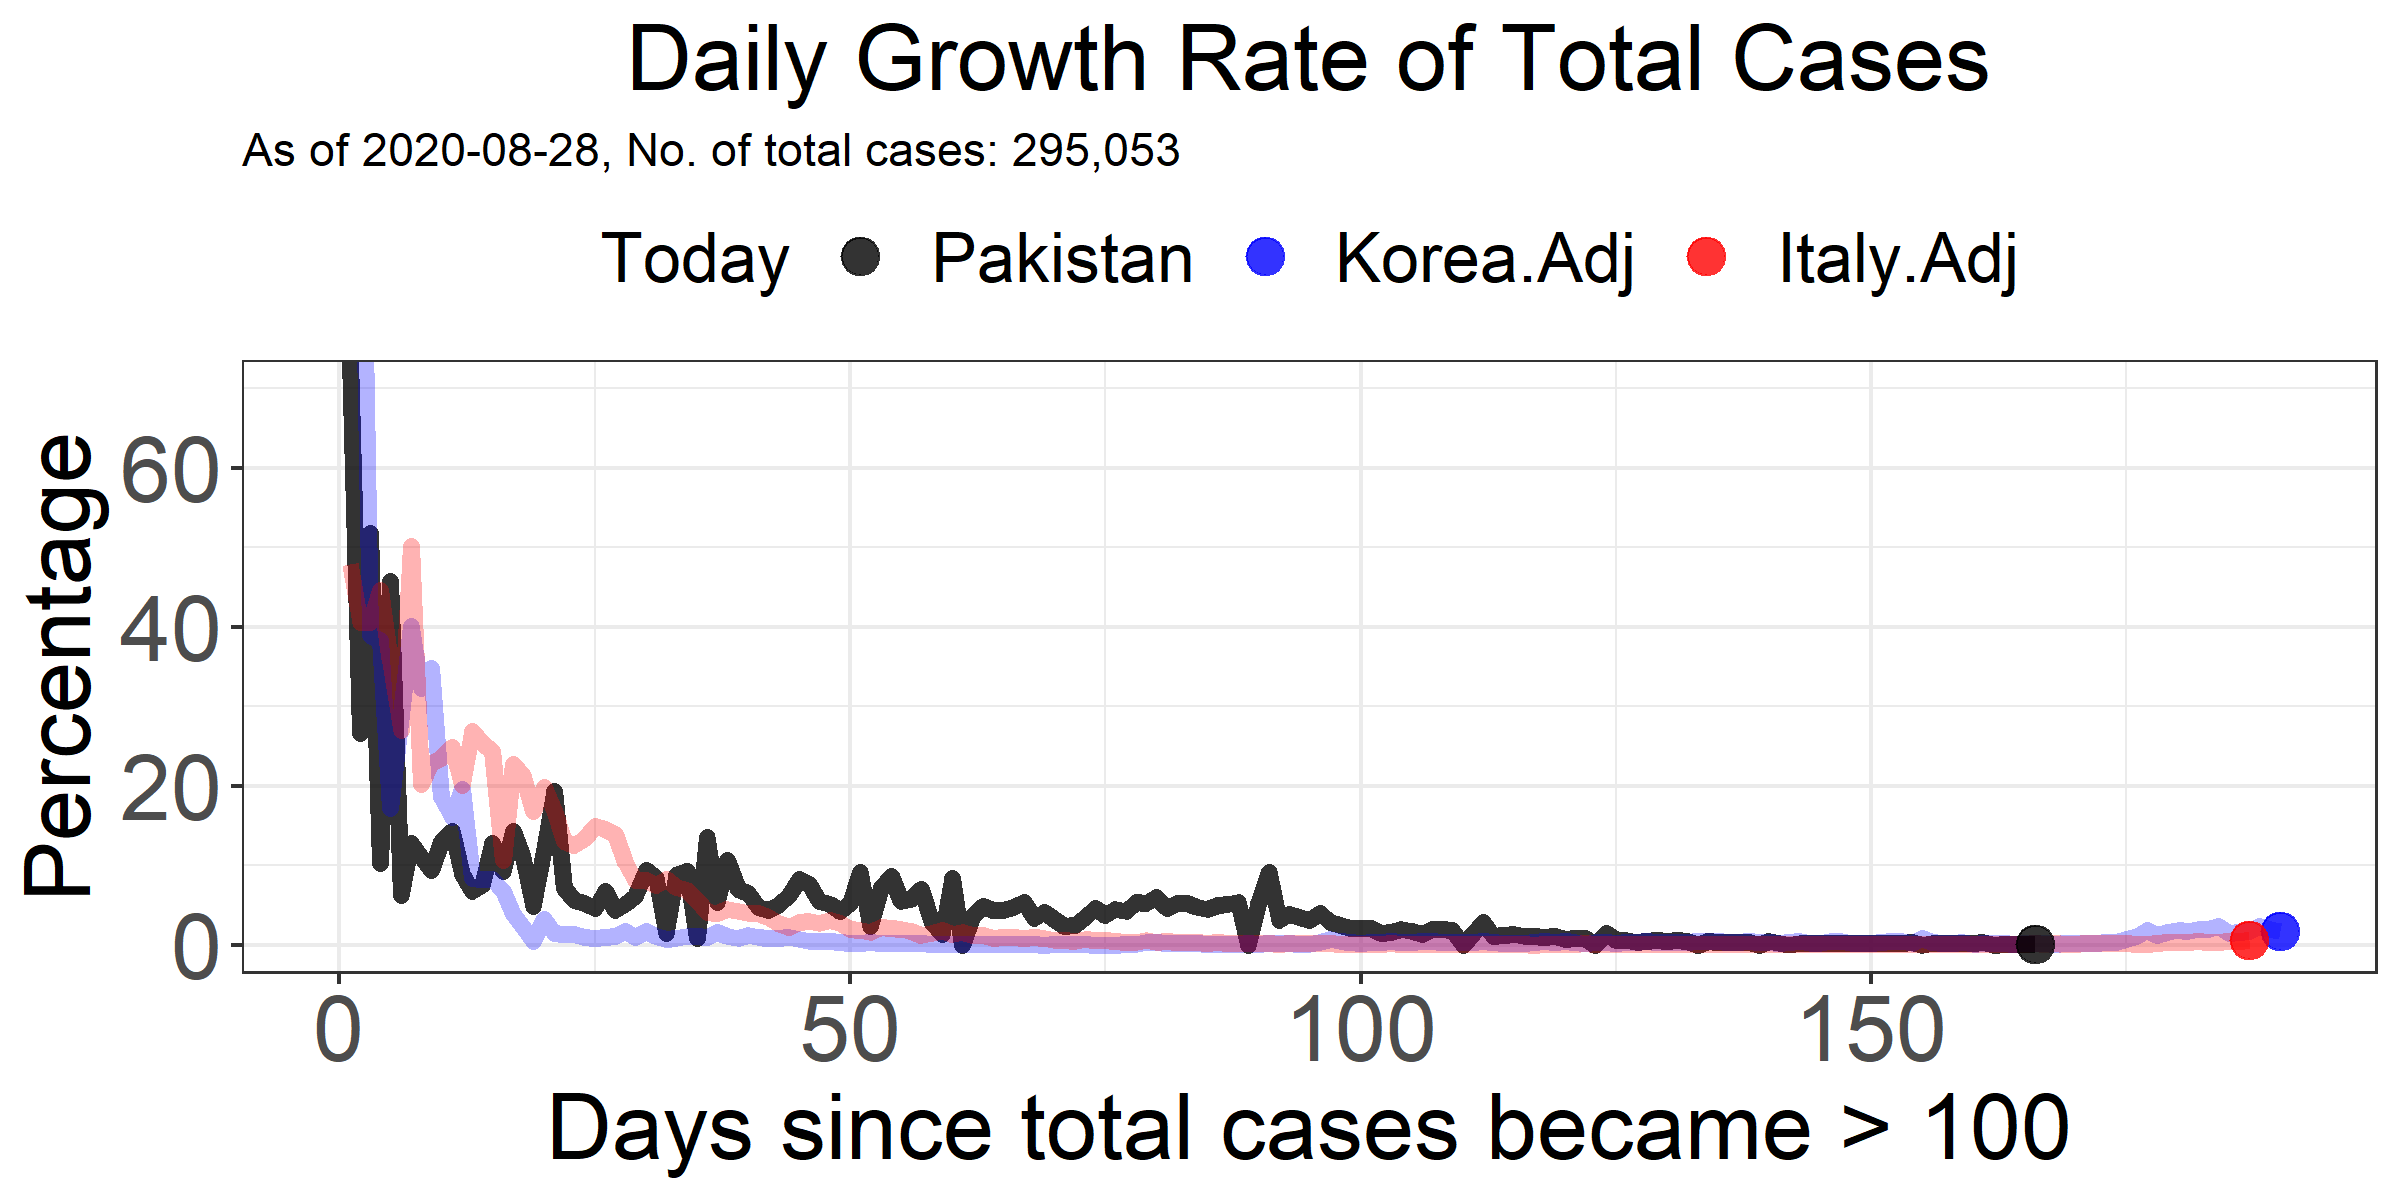 Daily Growth Rate of Total Cases
As of 2020-08-28, No. of total cases: 295,053
Today Pakistan Korea.Adj Italy.Adj
Percentage
60
40
20
0
0 50 100 150
Days since total cases became > 100